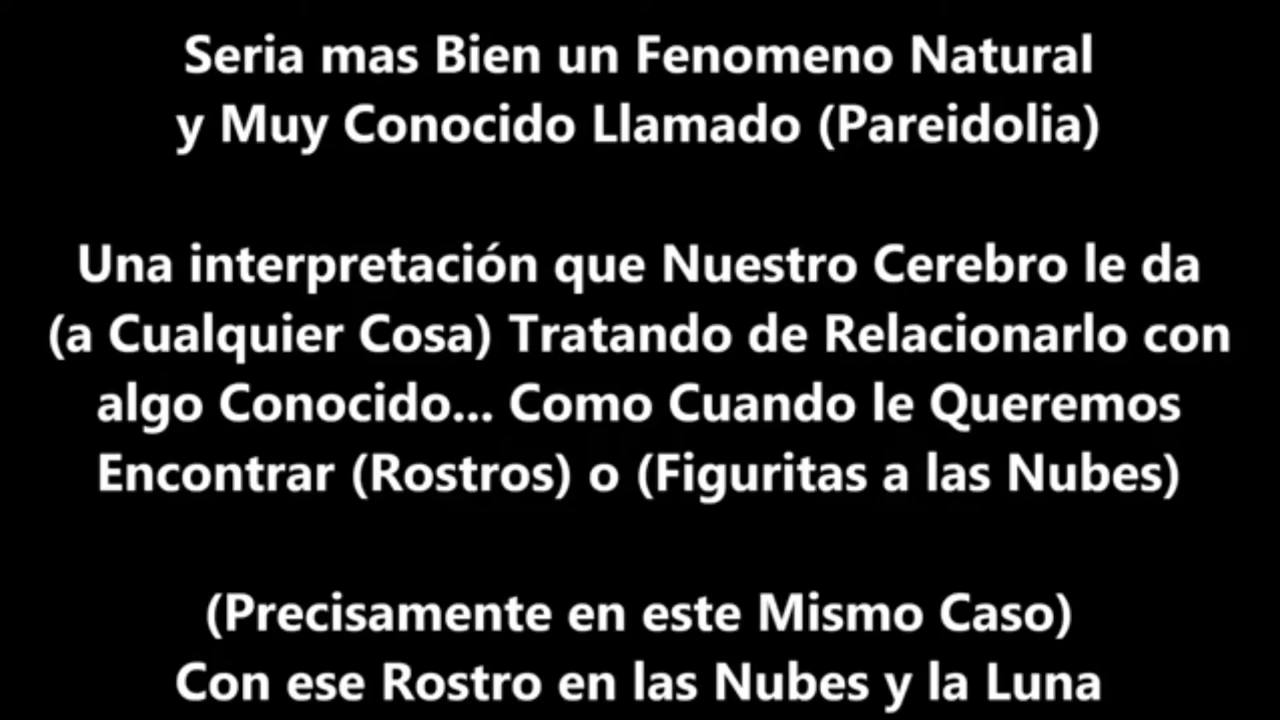 Seria mas Bien un Fenomeno Natural
y Muy Conocido Llamado (Pareidolia)
Una interpretación que Nuestro Cerebro le da
(a Cualquier Cosa) Tratando de Relacionarlo con
algo Conocido... Como Cuando le Queremos
Encontrar (Rostros) o (Figuritas a las Nubes)
(Precisamente en este Mismo Caso)
Con ese Rostro en las Nubes y la Luna